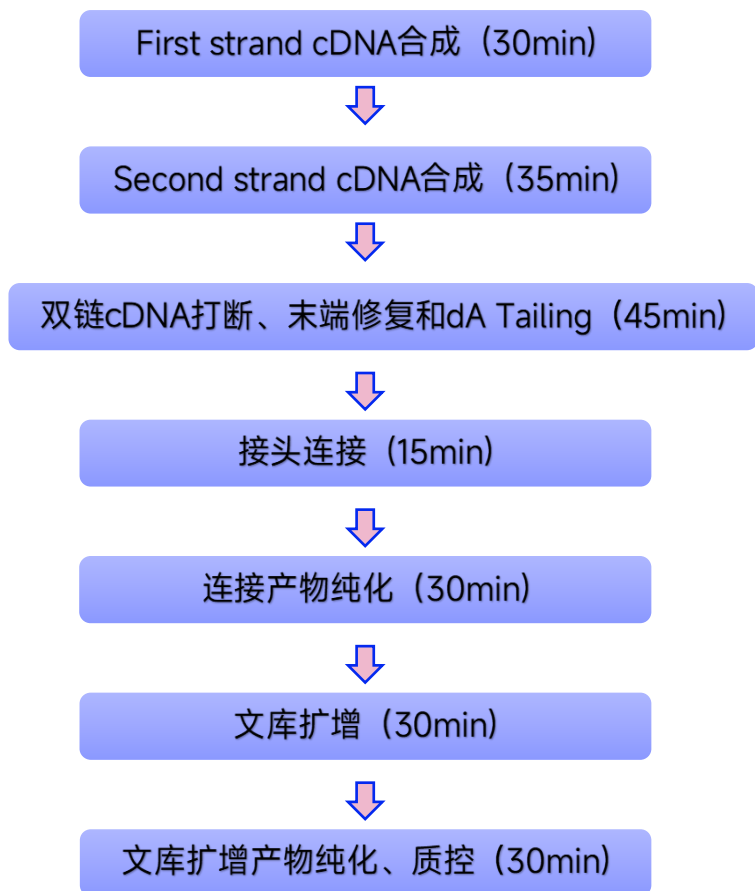 First strand cDNA合成（30min）
Second strand cDNA合成（35min）
双链cDNA打断、末端修复和dA Tailing（45min）
接头连接（15min）
连接产物纯化（30min）
文库扩增（30min）
文库扩增产物纯化、质控（30min）